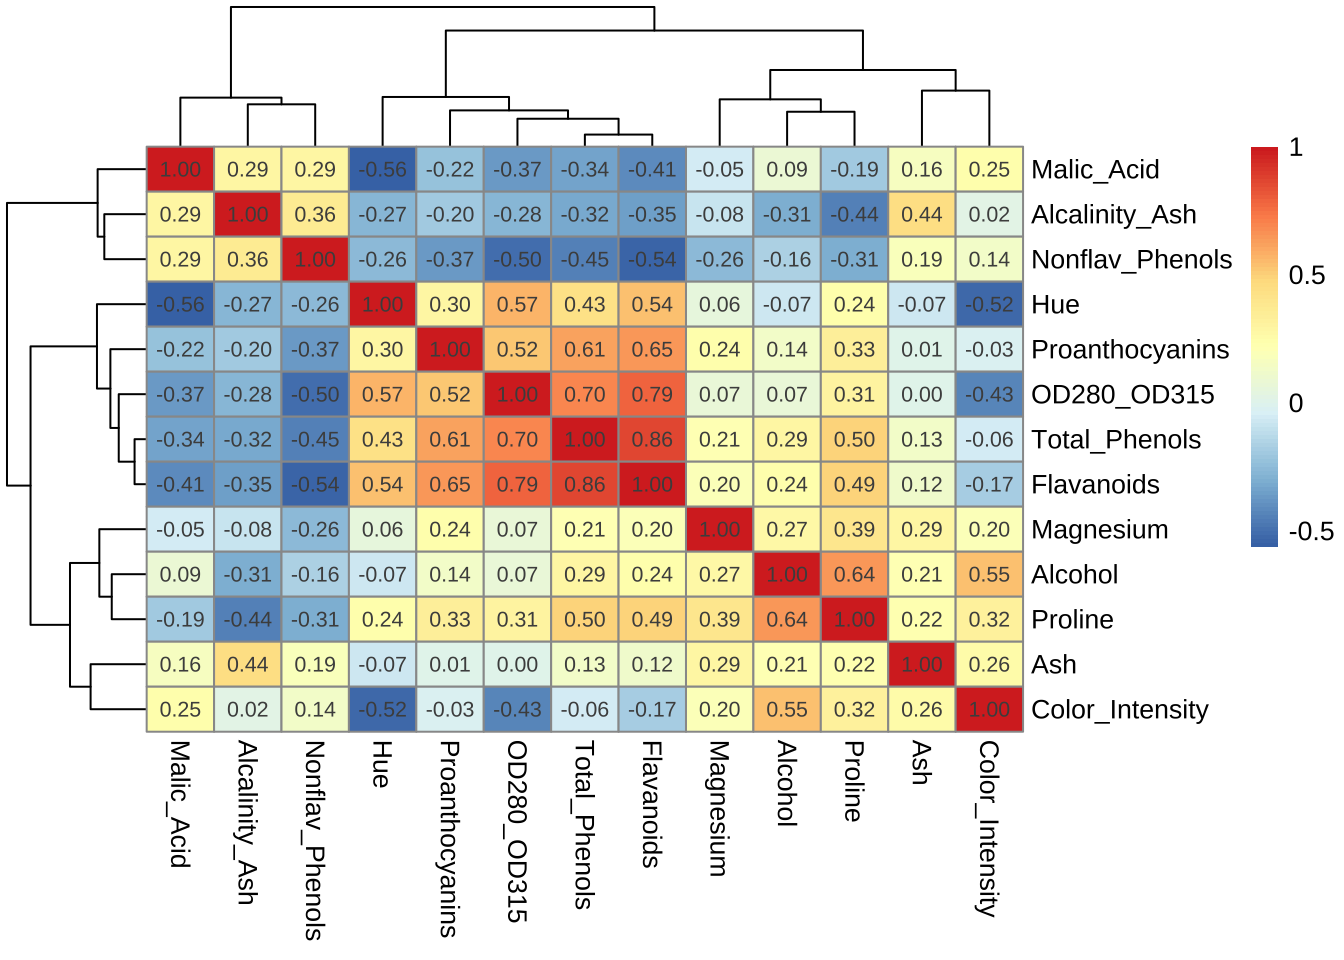 1.00 0.29 0.29 -0.56 -0.22 -0.37 -0.34 -0.41 -0.05 0.09 -0.19 0.16 0.25 Malic_Acid
0.29 1.00 0.36 -0.27 -0.20 -0.28 -0.32 -0.35 -0.08 -0.31 -0.44 0.44 0.02 Alcalinity_Ash
0.29 0.36 1.00 -0.26 -0.37 -0.50 -0.45 -0.54 -0.26 -0.16 -0.31 0.19 0.14 Nonflav_Phenols
-0.56 -0.27 -0.26 1.00 0.30 0.57 0.43 0.54 0.06 -0.07 0.24 -0.07 -0.52 Hue
-0.22 -0.20 -0.37 0.30 1.00 0.52 0.61 0.65 0.24 0.14 0.33 0.01 -0.03 Proanthocyanins
-0.37 -0.28 -0.50 0.57 0.52 1.00 0.70 0.79 0.07 0.07 0.31 0.00 -0.43 OD280_OD315
-0.34 -0.32 -0.45 0.43 0.61 0.70 1.00 0.86 0.21 0.29 0.50 0.13 -0.06 Total_Phenols
-0.41 -0.35 -0.54 0.54 0.65 0.79 0.86 1.00 0.20 0.24 0.49 0.12 -0.17 Flavanoids
-0.05 -0.08 -0.26 0.06 0.24 0.07 0.21 0.20 1.00 0.27 0.39 0.29 0.20 Magnesium
0.09 -0.31 -0.16 -0.07 0.14 0.07 0.29 0.24 0.27 1.00 0.64 0.21 0.55 Alcohol
-0.19 -0.44 -0.31 0.24 0.33 0.31 0.50 0.49 0.39 0.64 1.00 0.22 0.32 Proline
0.16 0.44 0.19 -0.07 0.01 0.00 0.13 0.12 0.29 0.21 0.22 1.00 0.26 Ash
0.25 0.02 0.14 -0.52 -0.03 -0.43 -0.06 -0.17 0.20 0.55 0.32 0.26 1.00 Color_Intensity
Malic_Acid
Alcalinity_Ash
Nonflav_Phenols
Hue
Proanthocyanins
OD280_OD315
Total_Phenols
Flavanoids
Magnesium
Alcohol
Proline
Ash
Color_Intensity
1
0.5
0
-0.5